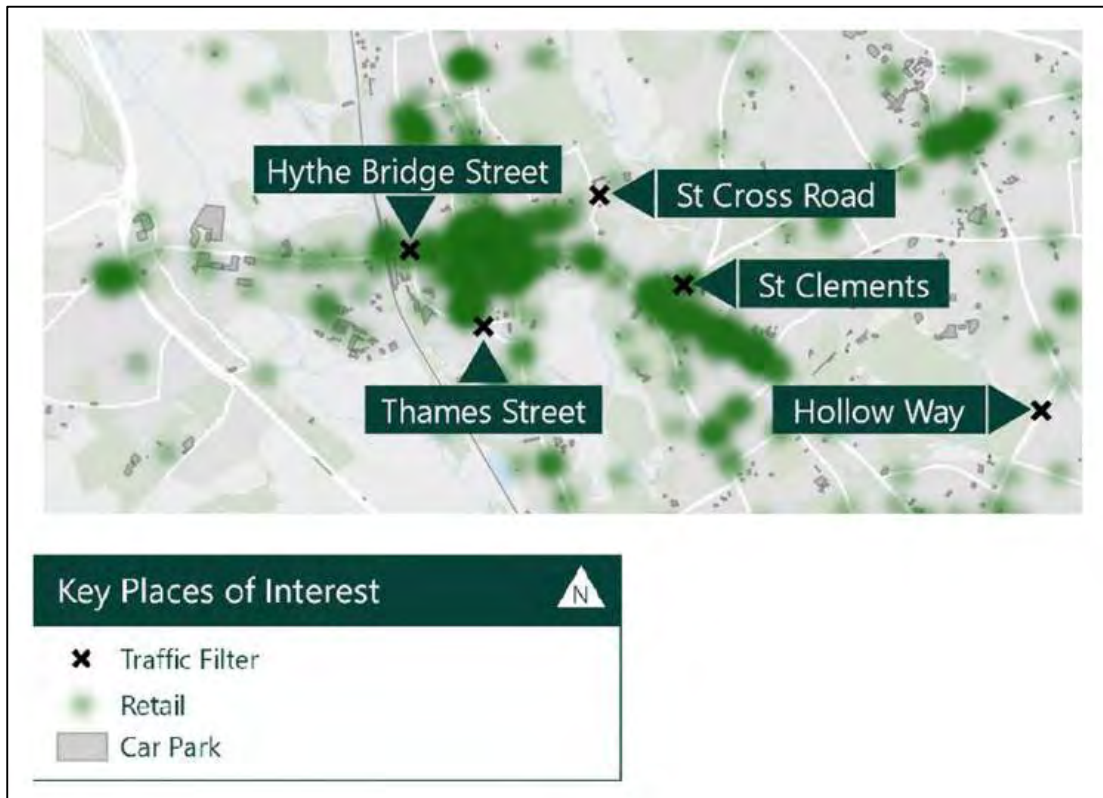 Hythe Bridge Street
St Cross Road
St Clements
Thames Street
Hollow Way
Key Places of Interest
N
Traffic Filter
Retail
Car Park